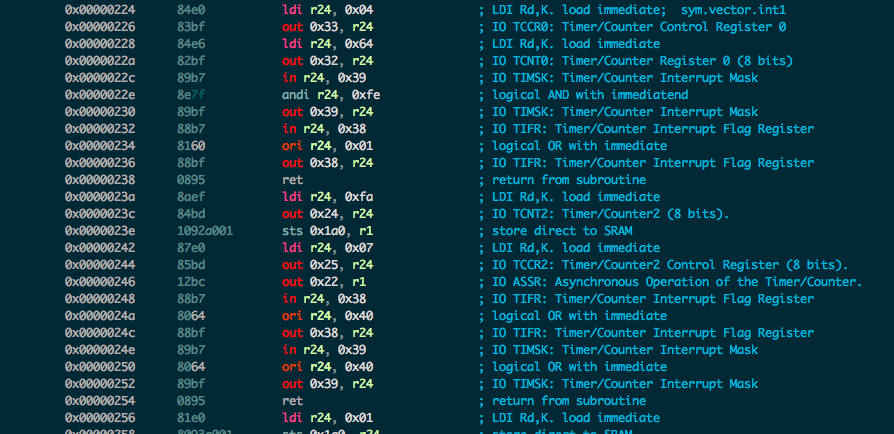 0x00000224 84e0 ldi r24, 0x04 ; LDI Rd,K. load immediate; sym.vector.int1
0x00000226 83bf out 0x33, r24 ; IO TCCR0: Timer/Counter Control Register 0
0x00000228 84e6 ldi r24, 0x64 ; LDI Rd,K. load immediate
0x0000022a 82bf out 0x32, r24 ; IO TCNT0: Timer/Counter Register 0 (8 bits)
0x0000022c 89b7 in r24, 0x39 ; IO TIMSK: Timer/Counter Interrupt Mask
0x0000022e 8e7f andi r24, 0xfe ; logical AND with immediatend
0x00000230 89bf out 0x39, r24 ; IO TIMSK: Timer/Counter Interrupt Mask
0x00000232 88b7 in r24, 0x38 ; IO TIFR: Timer/Counter Interrupt Flag Register
0x00000234 8160 ori r24, 0x01 ; logical OR with immediate
0x00000236 88bf out 0x38, r24 ; IO TIFR: Timer/Counter Interrupt Flag Register
0x00000238 0895 ret ; return from subroutine
0x0000023a 8aef ldi r24, 0xfa ; LDI Rd,K. load immediate
0x0000023c 84bd out 0x24, r24 ; IO TCNT2: Timer/Counter2 (8 bits).
0x0000023e 1092a001 sts 0x1a0, r1 ; store direct to SRAM
0x00000242 87e0 ldi r24, 0x07 ; LDI Rd,K. load immediate
0x00000244 85bd out 0x25, r24 ; IO TCCR2: Timer/Counter2 Control Register (8 bits).
0x00000246 12bc out 0x22, r1 ; IO ASSR: Asynchronous Operation of the Timer/Counter.
0x00000248 88b7 in r24, 0x38 ; IO TIFR: Timer/Counter Interrupt Flag Register
0x0000024a 8064 ori r24, 0x40 ; logical OR with immediate
0x0000024c 88bf out 0x38, r24 ; IO TIFR: Timer/Counter Interrupt Flag Register
0x0000024e 89b7 in r24, 0x39 ; IO TIMSK: Timer/Counter Interrupt Mask
0x00000250 8064 ori r24, 0x40 ; logical OR with immediate
0x00000252 89bf out 0x39, r24 ; IO TIMSK: Timer/Counter Interrupt Mask
0x00000254 0895 ret ; return from subroutine
0x00000256 81e0 ldi r24, 0x01 ; LDI Rd,K. load immediate
0x00000258 sts r24 ; store direct to SRAM